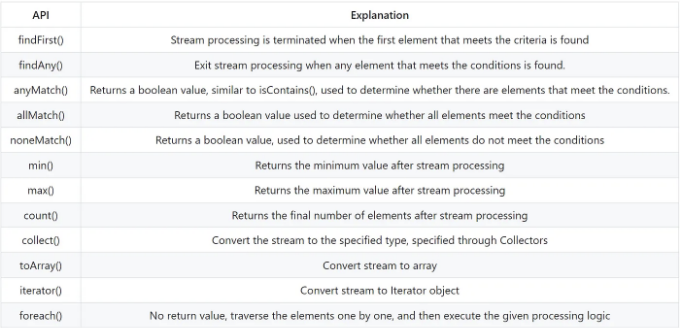 API Explanation
findFirst() Stream processing is terminated when the first element that meets the criteria is found
findAny() Exit stream processing when any element that meets the conditions is found.
anyMatch() Returns a boolean value, similar to isContains(), used to determine whether there are elements that meet the conditions.
allMatch() Returns a boolean value used to determine whether all elements meet the conditions
noneMatch() Returns a boolean value, used to determine whether all elements do not meet the conditions
min() Returns the minimum value after stream processing
max() Returns the maximum value after stream processing
count() Returns the final number of elements after stream processing
collect() Convert the stream to the specified type, specified through Collectors
toArray() Convert stream to array
iterator() Convert stream to Iterator object
foreach() No return value, traverse the elements one by one, and then execute the given processing logic